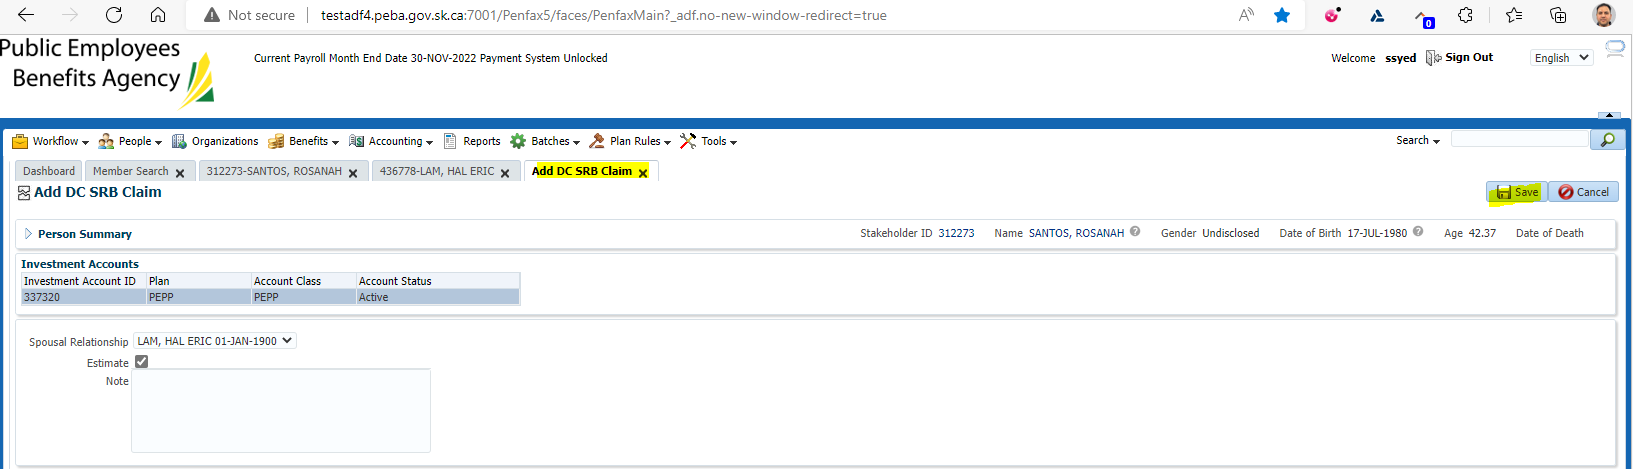 Not secure testadf4.peba.gov.sk.ca:7001/Penfax5/faces/PenfaxMain?_adf.no-new-window-redirect=true A 0
Public Employees
Benefits Agency
Current Payroll Month End Date 30-NOV-2022 Payment System Unlocked
Welcome ssyed Sign Out English
Workflow People Organizations Benefits Accounting Reports Batches Plan Rules Tools Search
Dashboard Member Search 312273-SANTOS, ROSANAH 436778-LAM, HAL ERIC Add DC SRB Claim
Add DC SRB Claim Save Cancel
Person Summary Stakeholder ID 312273 Name SANTOS, ROSANAH Gender Undisclosed Date of Birth 17-JUL-1980 Age 42.37 Date of Death
Investment Accounts
Investment Account ID Plan Account Class Account Status
337320 PEPP PEPP Active
Spousal Relationship LAM, HAL ERIC 01-JAN-1900
Estimate
Note